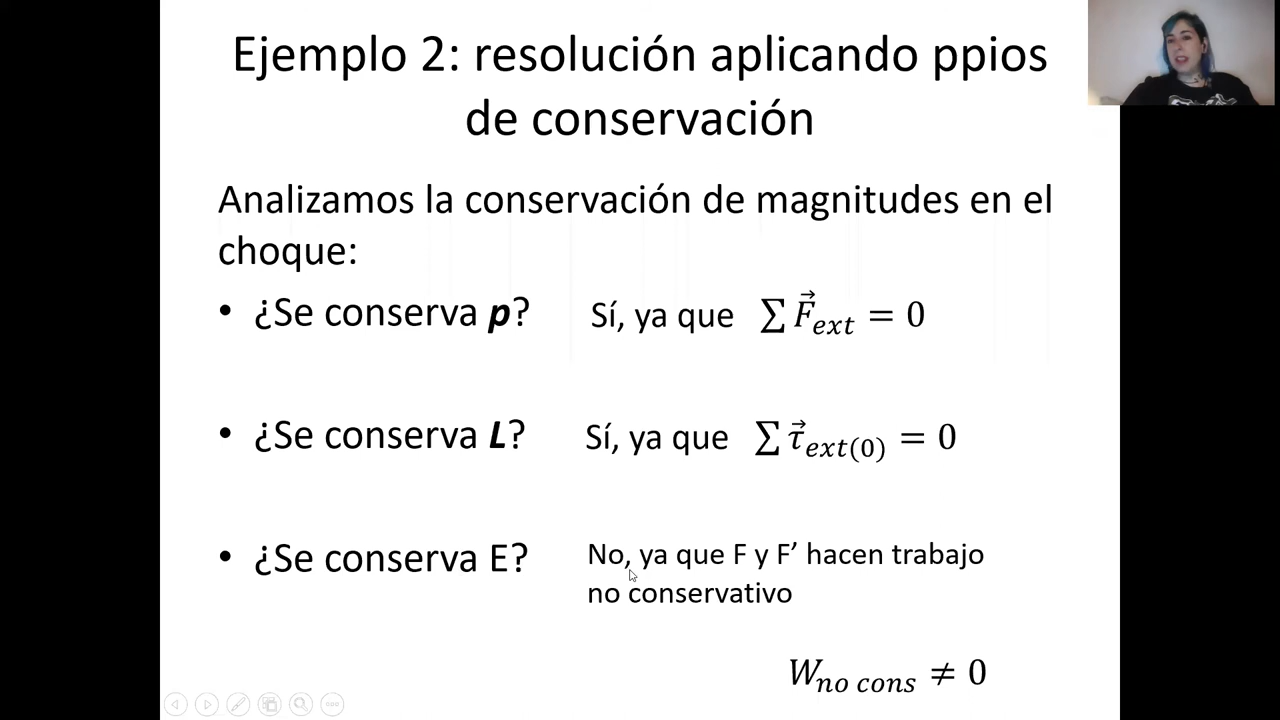 Ejemplo 2: resolución aplicando ppios
de conservación
Analizamos la conservación de magnitudes en el
choque:
• ¿Se conserva p? Sí, ya que ∑ F⃗ext = 0
• ¿Se conserva L? Sí, ya que ∑ τ⃗ext(0) = 0
• ¿Se conserva E? No, ya que F y F’ hacen trabajo
no conservativo
Wno cons ≠ 0